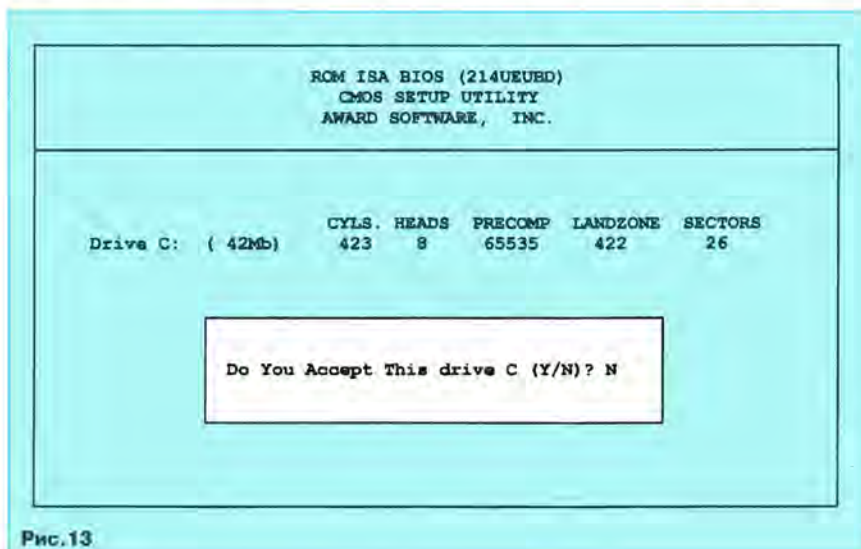 ROM ISA BIOS (214UEUBD)
CMOS SETUP UTILITY
AWARD SOFTWARE, INC.
CYLS. HEADS PRECOMP LANDZONE SECTORS
Drive C: ( 42Mb) 423 8 65535 422 26
Do You Accept This drive C (Y/N)? N
Рис.13